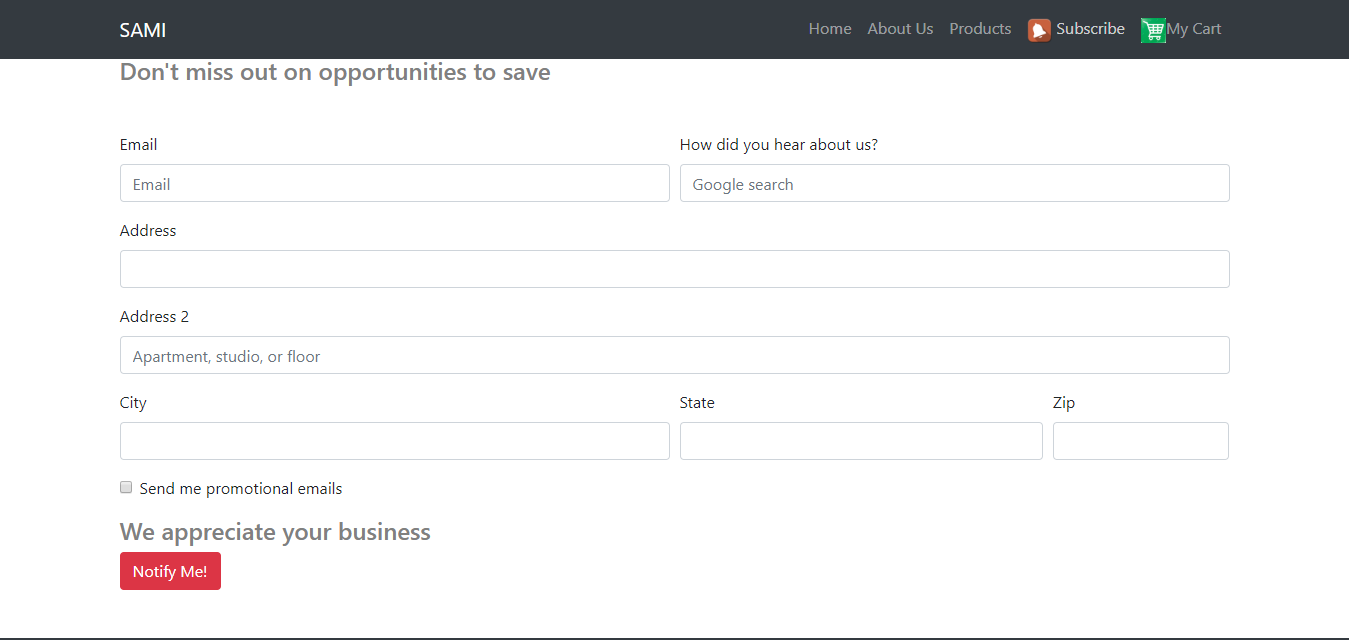 SAMI Home About Us Products Subscribe My Cart
Don't miss out on opportunities to save
Email How did you hear about us?
Email Google search
Address
Address 2
Apartment, studio, or floor
City State Zip
Send me promotional emails
We appreciate your business
Notify Me!